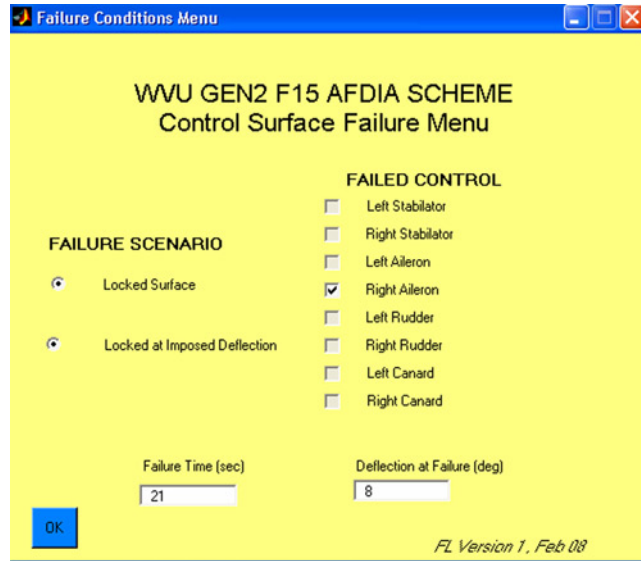 Failure Conditions Menu
WVU GEN2 F15 AFDIA SCHEME
Control Surface Failure Menu
FAILURE SCENARIO
Locked Surface
Locked at Imposed Deflection
FAILED CONTROL
Left Stabilator
Right Stabilator
Left Aileron
Right Aileron
Left Rudder
Right Rudder
Left Canard
Right Canard
Failure Time (sec)
21
Deflection at Failure (deg)
8
OK
FL Version 1, Feb 08